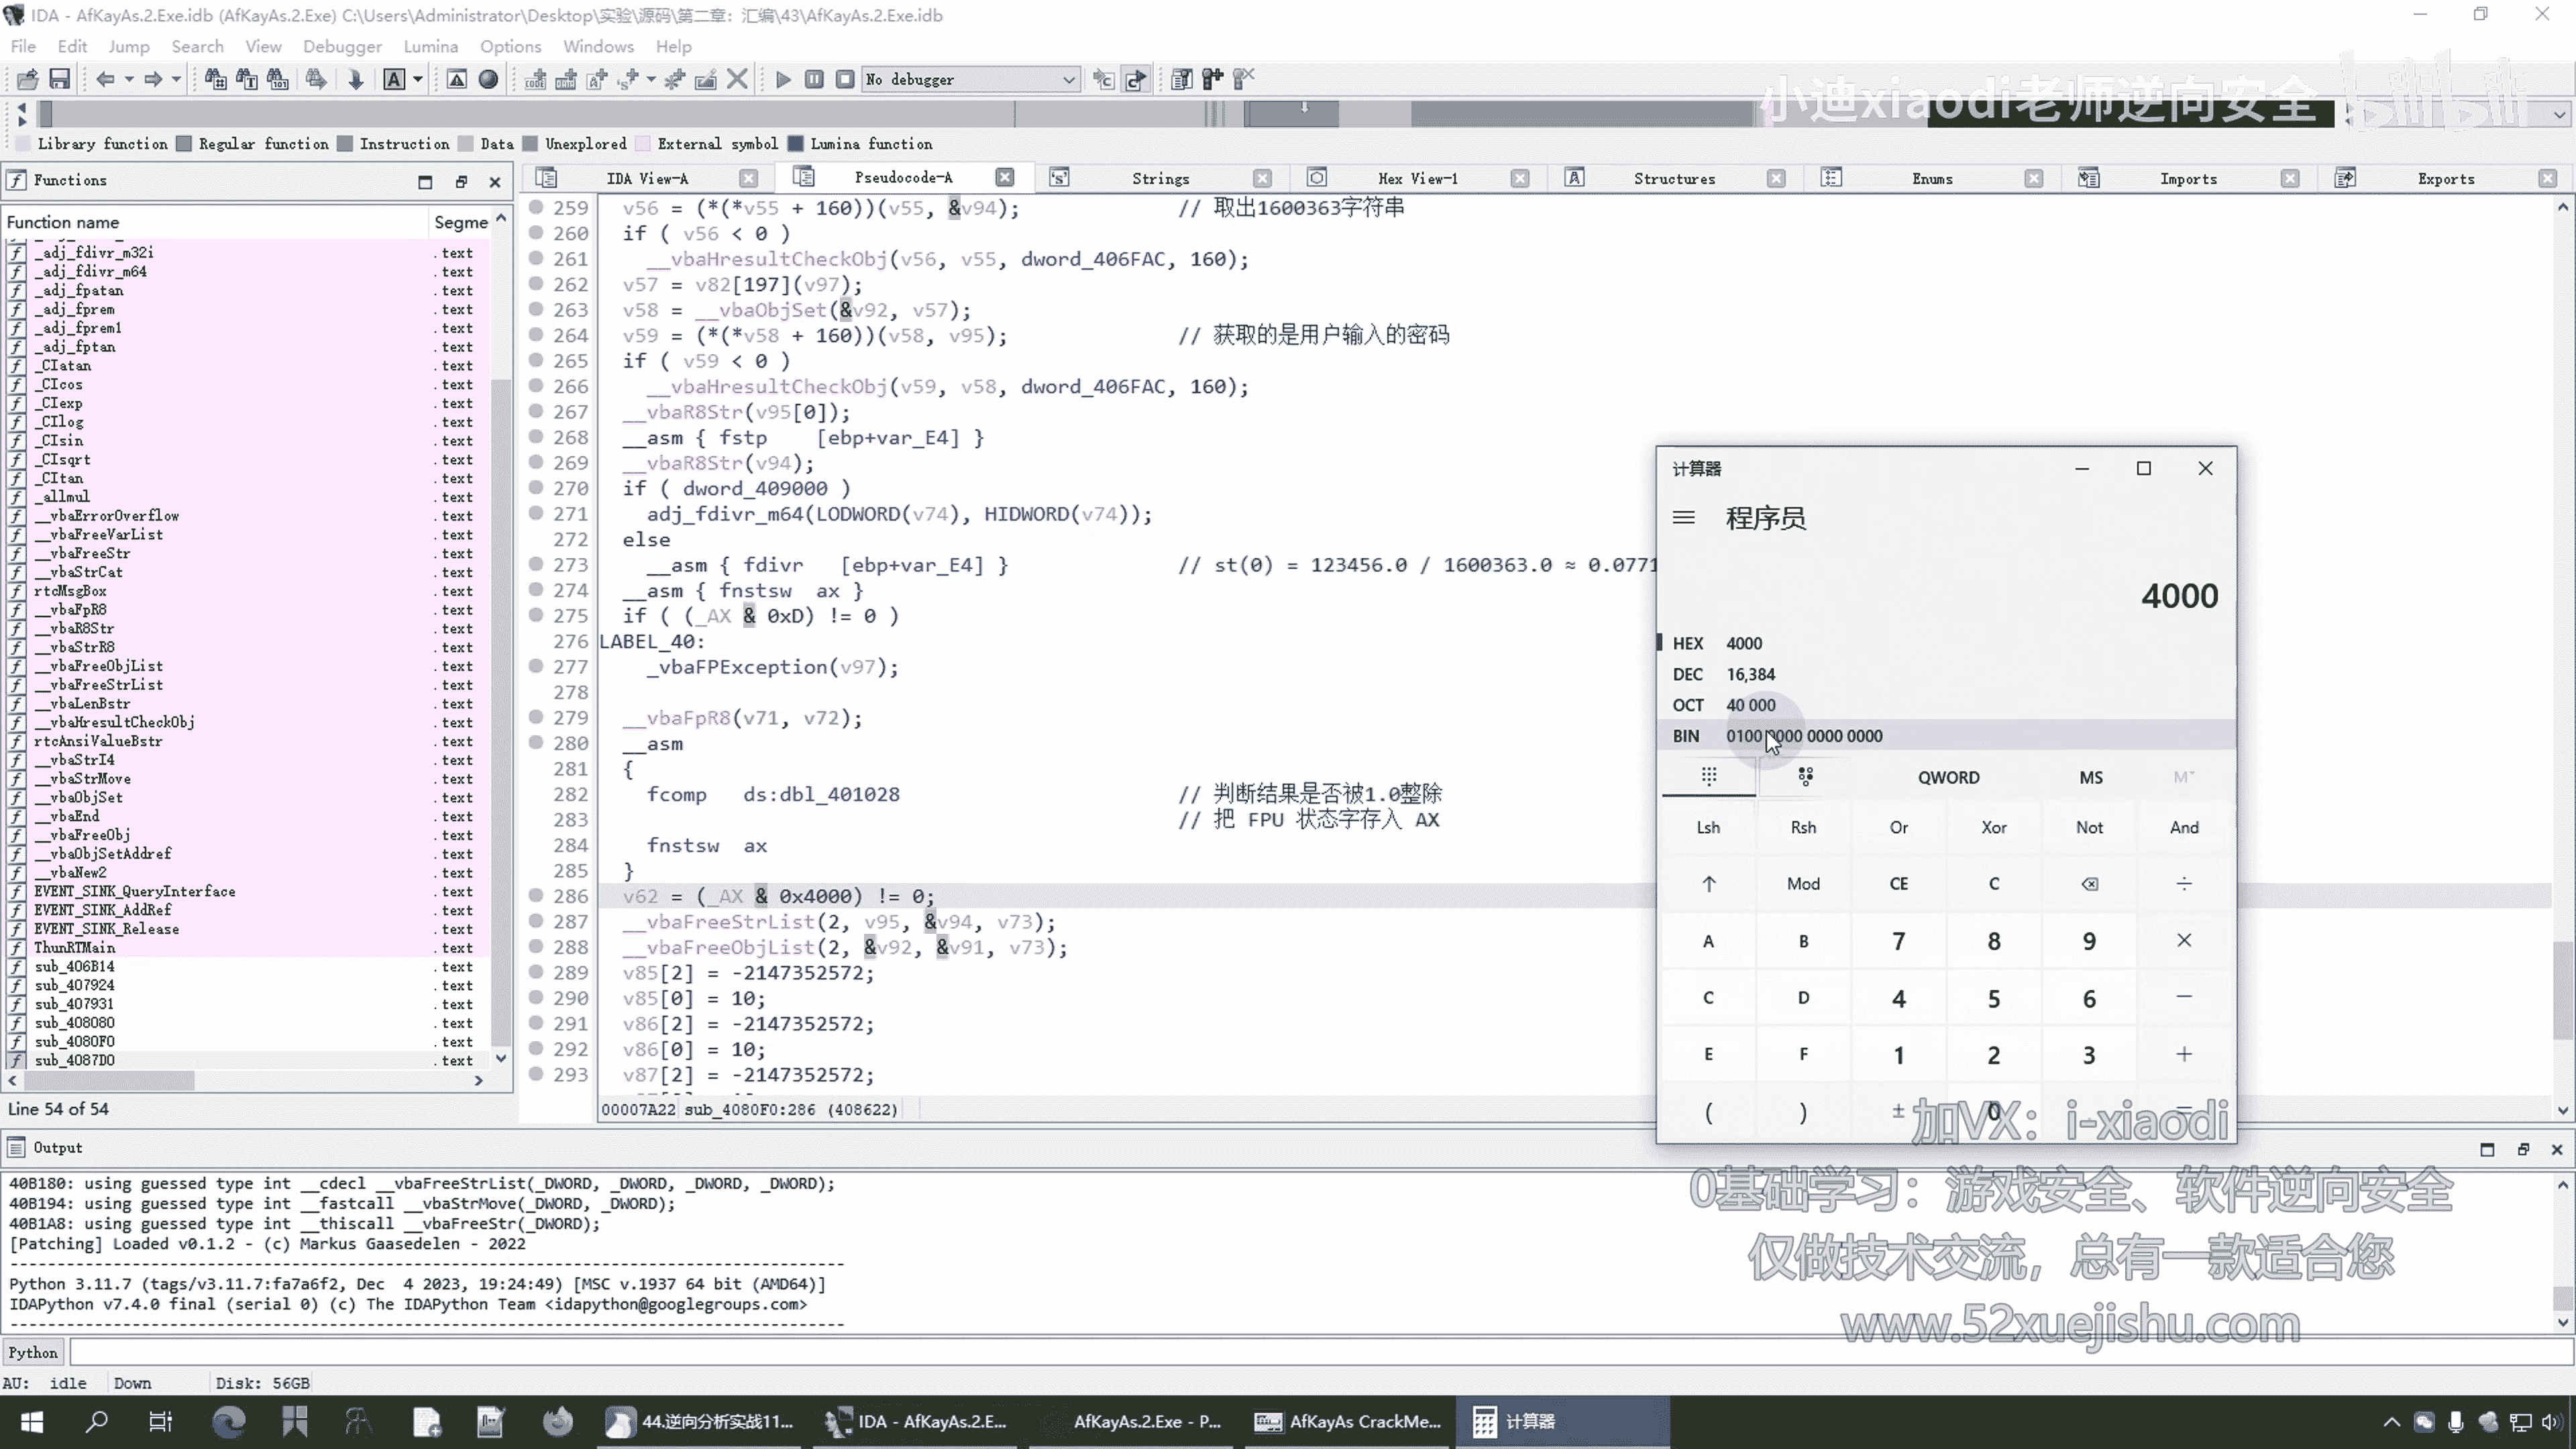 IDA - AfKayAs.2.Exe.idb (AfKayAs.2.Exe) C:\Users\Administrator\Desktop\实验\源码\第二章：汇编\43\AfKayAs.2.Exe.idb
File Edit Jump Search View Debugger Lumina Options Windows Help
No debugger
小迪xiaodi老师逆向安全 bilibili
Library function Regular function Instruction Data Unexplored External symbol Lumina function
Functions
Function name Segme
_adj_fdivr_m32i .text
_adj_fdivr_m64 .text
_adj_fpatan .text
_adj_fprem .text
_adj_fprem1 .text
_adj_fptan .text
_CIatan .text
_CIcos .text
_CIexp .text
_CIlog .text
_CIsin .text
_CIsqrt .text
_CItan .text
_allmul .text
__vbaErrorOverflow .text
__vbaFreeVarList .text
__vbaFreeStr .text
__vbaStrCat .text
rtcMsgBox .text
__vbaFpR8 .text
__vbaR8Str .text
__vbaStrR8 .text
__vbaFreeObjList .text
__vbaFreeStrList .text
__vbaLenBstr .text
__vbaHresultCheckObj .text
rtcAnsiValueBstr .text
__vbaStrI4 .text
__vbaStrMove .text
__vbaObjSet .text
__vbaEnd .text
__vbaFreeObj .text
__vbaObjSetAddref .text
__vbaNew2 .text
EVENT_SINK_QueryInterface .text
EVENT_SINK_AddRef .text
EVENT_SINK_Release .text
ThunRTMain .text
sub_406B14 .text
sub_407924 .text
sub_407931 .text
sub_408080 .text
sub_4080F0 .text
sub_4087D0 .text
Line 54 of 54
IDA View-A Pseudocode-A Strings Hex View-1 Structures Enums Imports Exports
259 v56 = (*(*v55 + 160))(v55, &v94); // 取出1600363字符串
260 if ( v56 < 0 )
261 __vbaHresultCheckObj(v56, v55, dword_406FAC, 160);
262 v57 = v82[197](v97);
263 v58 = __vbaObjSet(&v92, v57);
264 v59 = (*(*v58 + 160))(v58, v95); // 获取的是用户输入的密码
265 if ( v59 < 0 )
266 __vbaHresultCheckObj(v59, v58, dword_406FAC, 160);
267 __vbaR8Str(v95[0]);
268 __asm { fstp [ebp+var_E4] }
269 __vbaR8Str(v94);
270 if ( dword_409000 )
271 adj_fdivr_m64(LODWORD(v74), HIDWORD(v74));
272 else
273 __asm { fdivr [ebp+var_E4] } // st(0) = 123456.0 / 1600363.0 ≈ 0.0771
274 __asm { fnstsw ax }
275 if ( (_AX & 0xD) != 0 )
276 LABEL_40:
277 _vbaFPException(v97);
278
279 __vbaFpR8(v71, v72);
280 __asm
281 {
282 fcomp ds:dbl_401028 // 判断结果是否被1.0整除
283 // 把 FPU 状态字存入 AX
284 fnstsw ax
285 }
286 v62 = (_AX & 0x4000) != 0;
287 __vbaFreeStrList(2, v95, &v94, v73);
288 __vbaFreeObjList(2, &v92, &v91, v73);
289 v85[2] = -2147352572;
290 v85[0] = 10;
291 v86[2] = -2147352572;
292 v86[0] = 10;
293 v87[2] = -2147352572;
00007A22 sub_4080F0:286 (408622)
计算器
程序员
4000
HEX 4000
DEC 16,384
OCT 40 000
BIN 0100 0000 0000 0000
QWORD MS M
Lsh Rsh Or Xor Not And
↑ Mod CE C ⌫ ÷
A B 7 8 9 ×
C D 4 5 6 −
E F 1 2 3 +
( ) ± 0 . =
加VX：i-xiaodi
0基础学习：游戏安全、软件逆向安全
仅做技术交流，总有一款适合您
www.52xuejishu.com
Output
40B180: using guessed type int __cdecl __vbaFreeStrList(_DWORD, _DWORD, _DWORD, _DWORD);
40B194: using guessed type int __fastcall __vbaStrMove(_DWORD, _DWORD);
40B1A8: using guessed type int __thiscall __vbaFreeStr(_DWORD);
[Patching] Loaded v0.1.2 - (c) Markus Gaasedelen - 2022
Python 3.11.7 (tags/v3.11.7:fa7a6f2, Dec 4 2023, 19:24:49) [MSC v.1937 64 bit (AMD64)]
IDAPython v7.4.0 final (serial 0) (c) The IDAPython Team <idapython@googlegroups.com>
Python
AU: idle Down Disk: 56GB
44.逆向分析实战11... IDA - AfKayAs.2.E... AfKayAs.2.Exe - P... AfKayAs CrackMe... 计算器